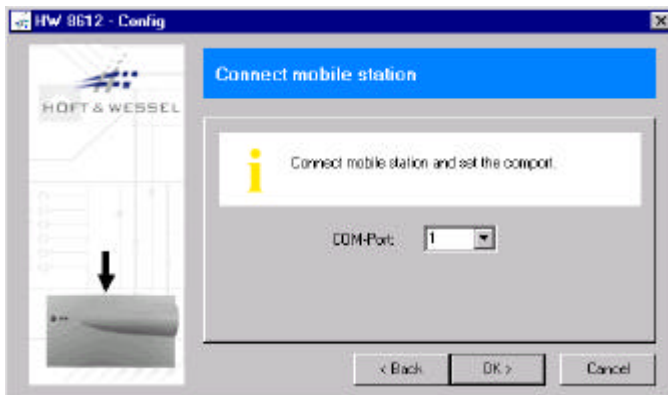 HW 8612 - Config
HÖFT & WESSEL
Connect mobile station
Connect mobile station and set the comport.
COM-Port: 1
< Back
OK >
Cancel